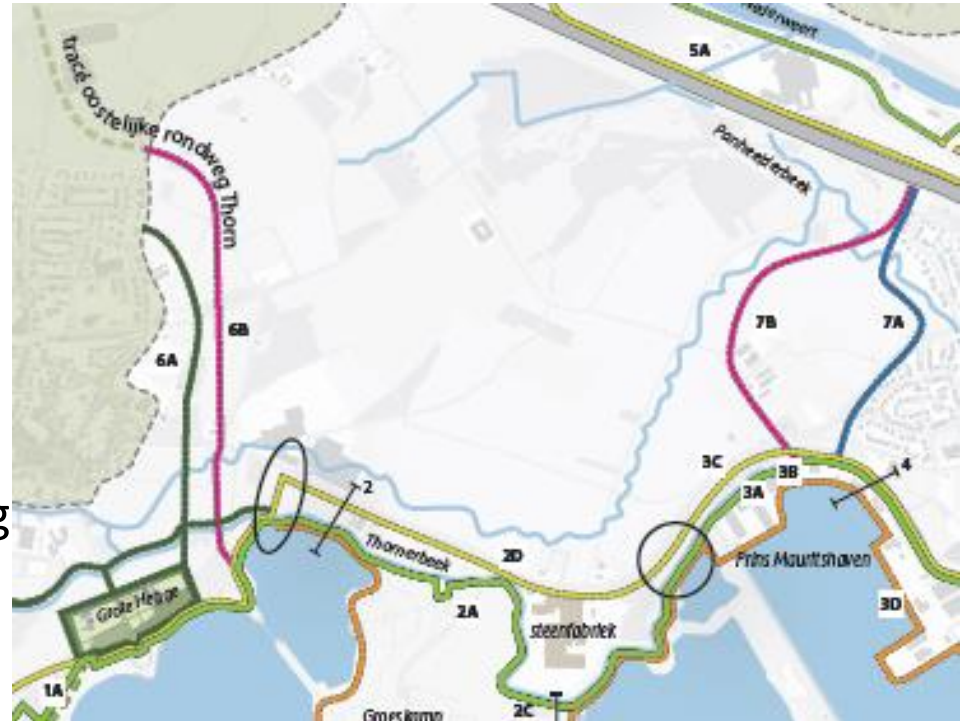 5A
tracé oostelijke rondweg Thorn
Panheelderbeek
6B
7B
7A
6A
3C
3B
4
2
3A
g
Thornerbeek
2D
Prins Mauritshaven
Grote Hegge
2A
3D
steenfabriek
1A
2C
Groeskamp